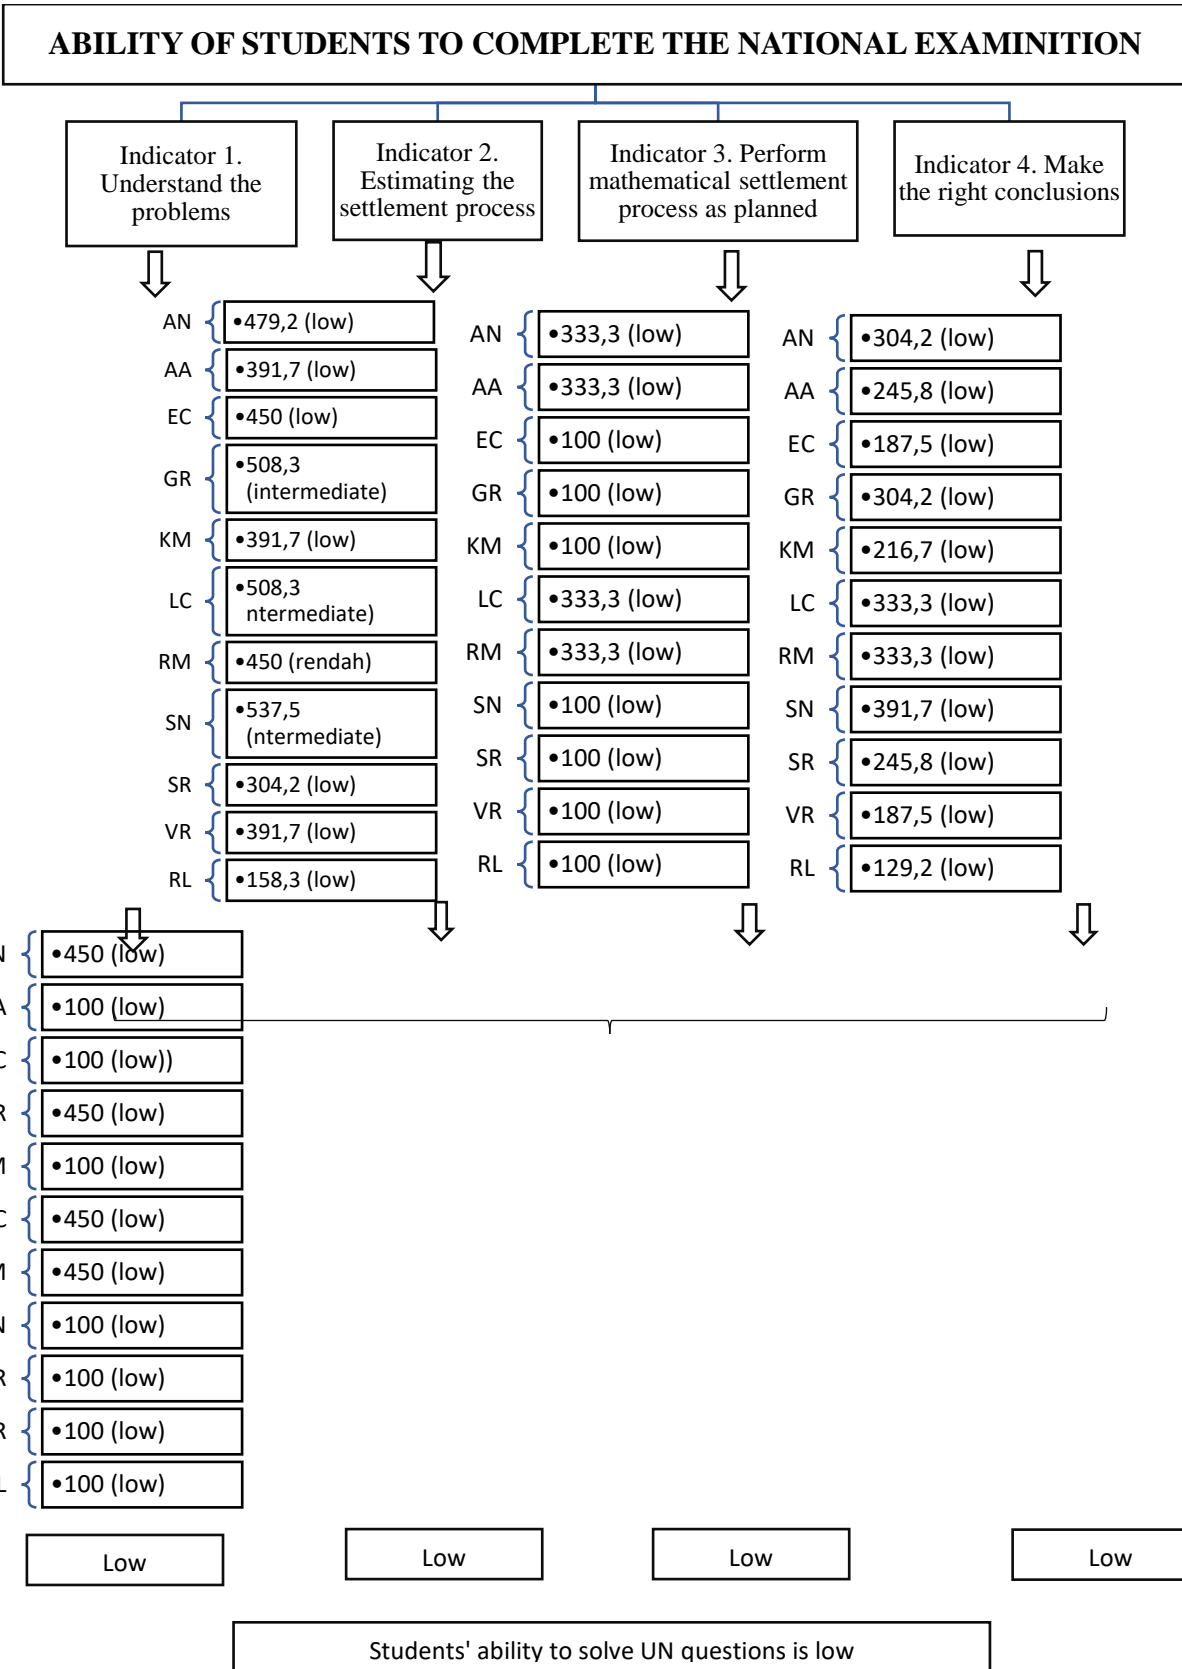 ABILITY OF STUDENTS TO COMPLETE THE NATIONAL EXAMINITION
Indicator 1.
Understand the
problems
Indicator 2.
Estimating the
settlement process
Indicator 3. Perform
mathematical settlement
process as planned
Indicator 4. Make
the right conclusions
AN •479,2 (low)
AA •391,7 (low)
EC •450 (low)
GR •508,3
(intermediate)
KM •391,7 (low)
LC •508,3
ntermediate)
RM •450 (rendah)
SN •537,5
(ntermediate)
SR •304,2 (low)
VR •391,7 (low)
RL •158,3 (low)
AN •333,3 (low)
AA •333,3 (low)
EC •100 (low)
GR •100 (low)
KM •100 (low)
LC •333,3 (low)
RM •333,3 (low)
SN •100 (low)
SR •100 (low)
VR •100 (low)
RL •100 (low)
AN •304,2 (low)
AA •245,8 (low)
EC •187,5 (low)
GR •304,2 (low)
KM •216,7 (low)
LC •333,3 (low)
RM •333,3 (low)
SN •391,7 (low)
SR •245,8 (low)
VR •187,5 (low)
RL •129,2 (low)
N •450 (low)
A •100 (low)
C •100 (low))
R •450 (low)
M •100 (low)
C •450 (low)
M •450 (low)
N •100 (low)
R •100 (low)
R •100 (low)
L •100 (low)
Low
Low
Low
Low
Students' ability to solve UN questions is low